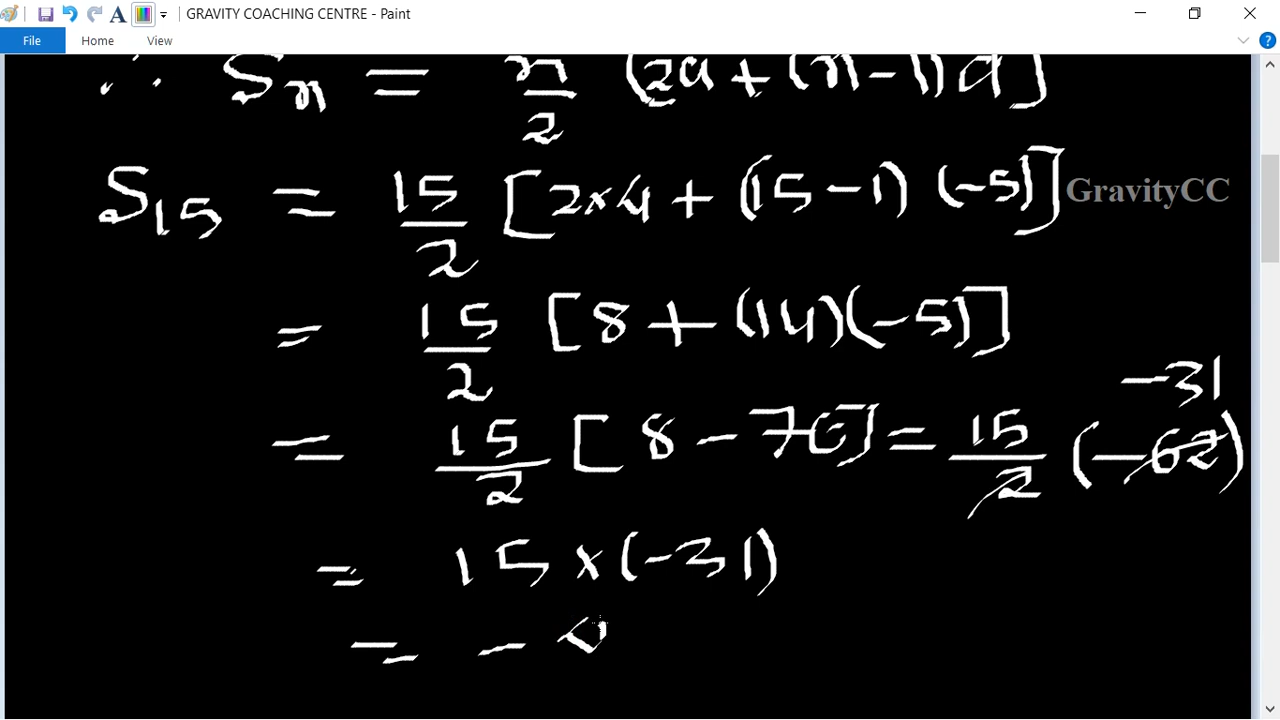 GRAVITY COACHING CENTRE - Paint
File Home View
∴ Sn = n/2 [2a + (n-1)d]
S15 = 15/2 [2×4 + (15-1) (-5)] GravityCC
= 15/2 [8 + (14)(-5)]
-31
= 15/2 [8 - 70] = 15/2 (-62)
= 15 × (-31)
= -